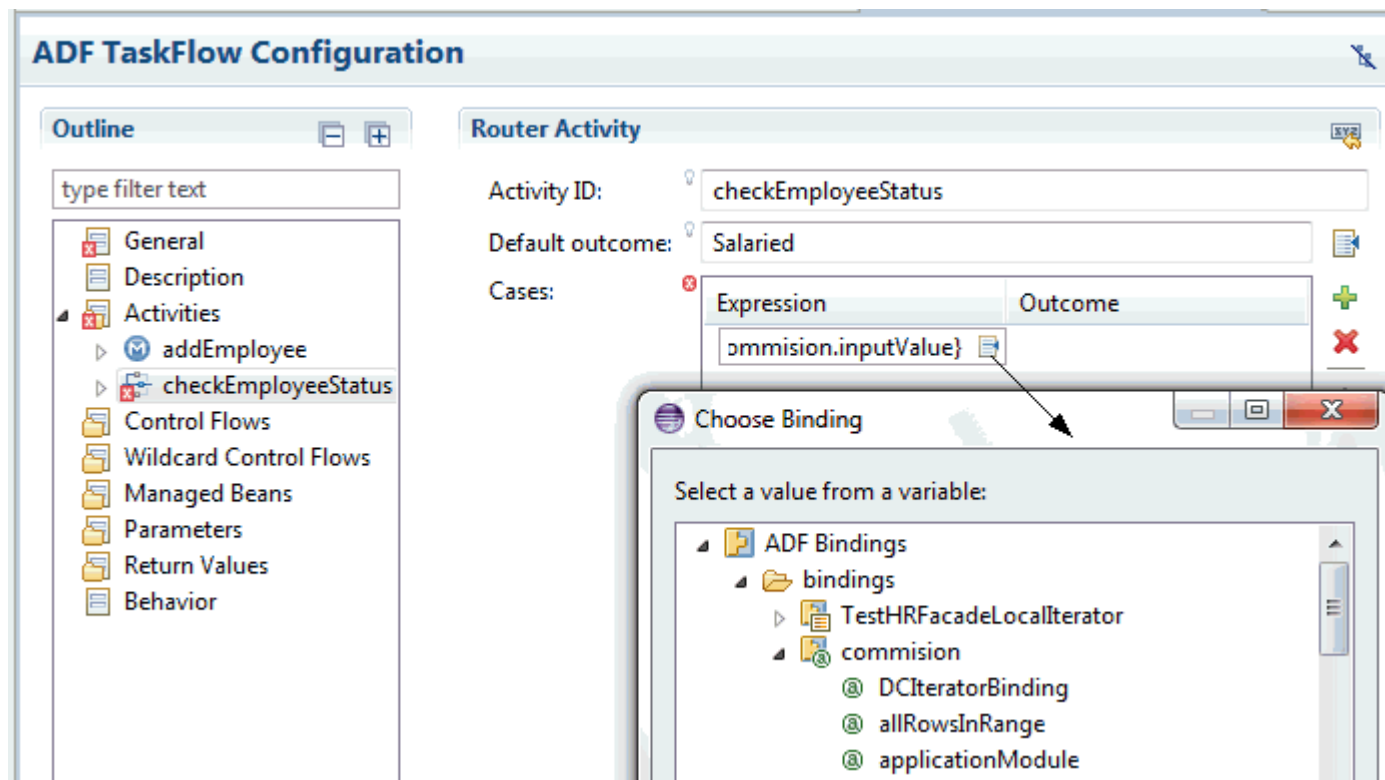 ADF TaskFlow Configuration
Outline
type filter text
General
Description
Activities
addEmployee
checkEmployeeStatus
Control Flows
Wildcard Control Flows
Managed Beans
Parameters
Return Values
Behavior
Router Activity
Activity ID: checkEmployeeStatus
Default outcome: Salaried
Cases:
Expression Outcome
ommision.inputValue}
Choose Binding
Select a value from a variable:
ADF Bindings
bindings
TestHRFacadeLocalIterator
commision
DCIteratorBinding
allRowsInRange
applicationModule